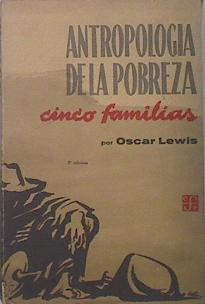 ANTROPOLOGIA
DE LA POBREZA
cinco familias
por Oscar Lewis